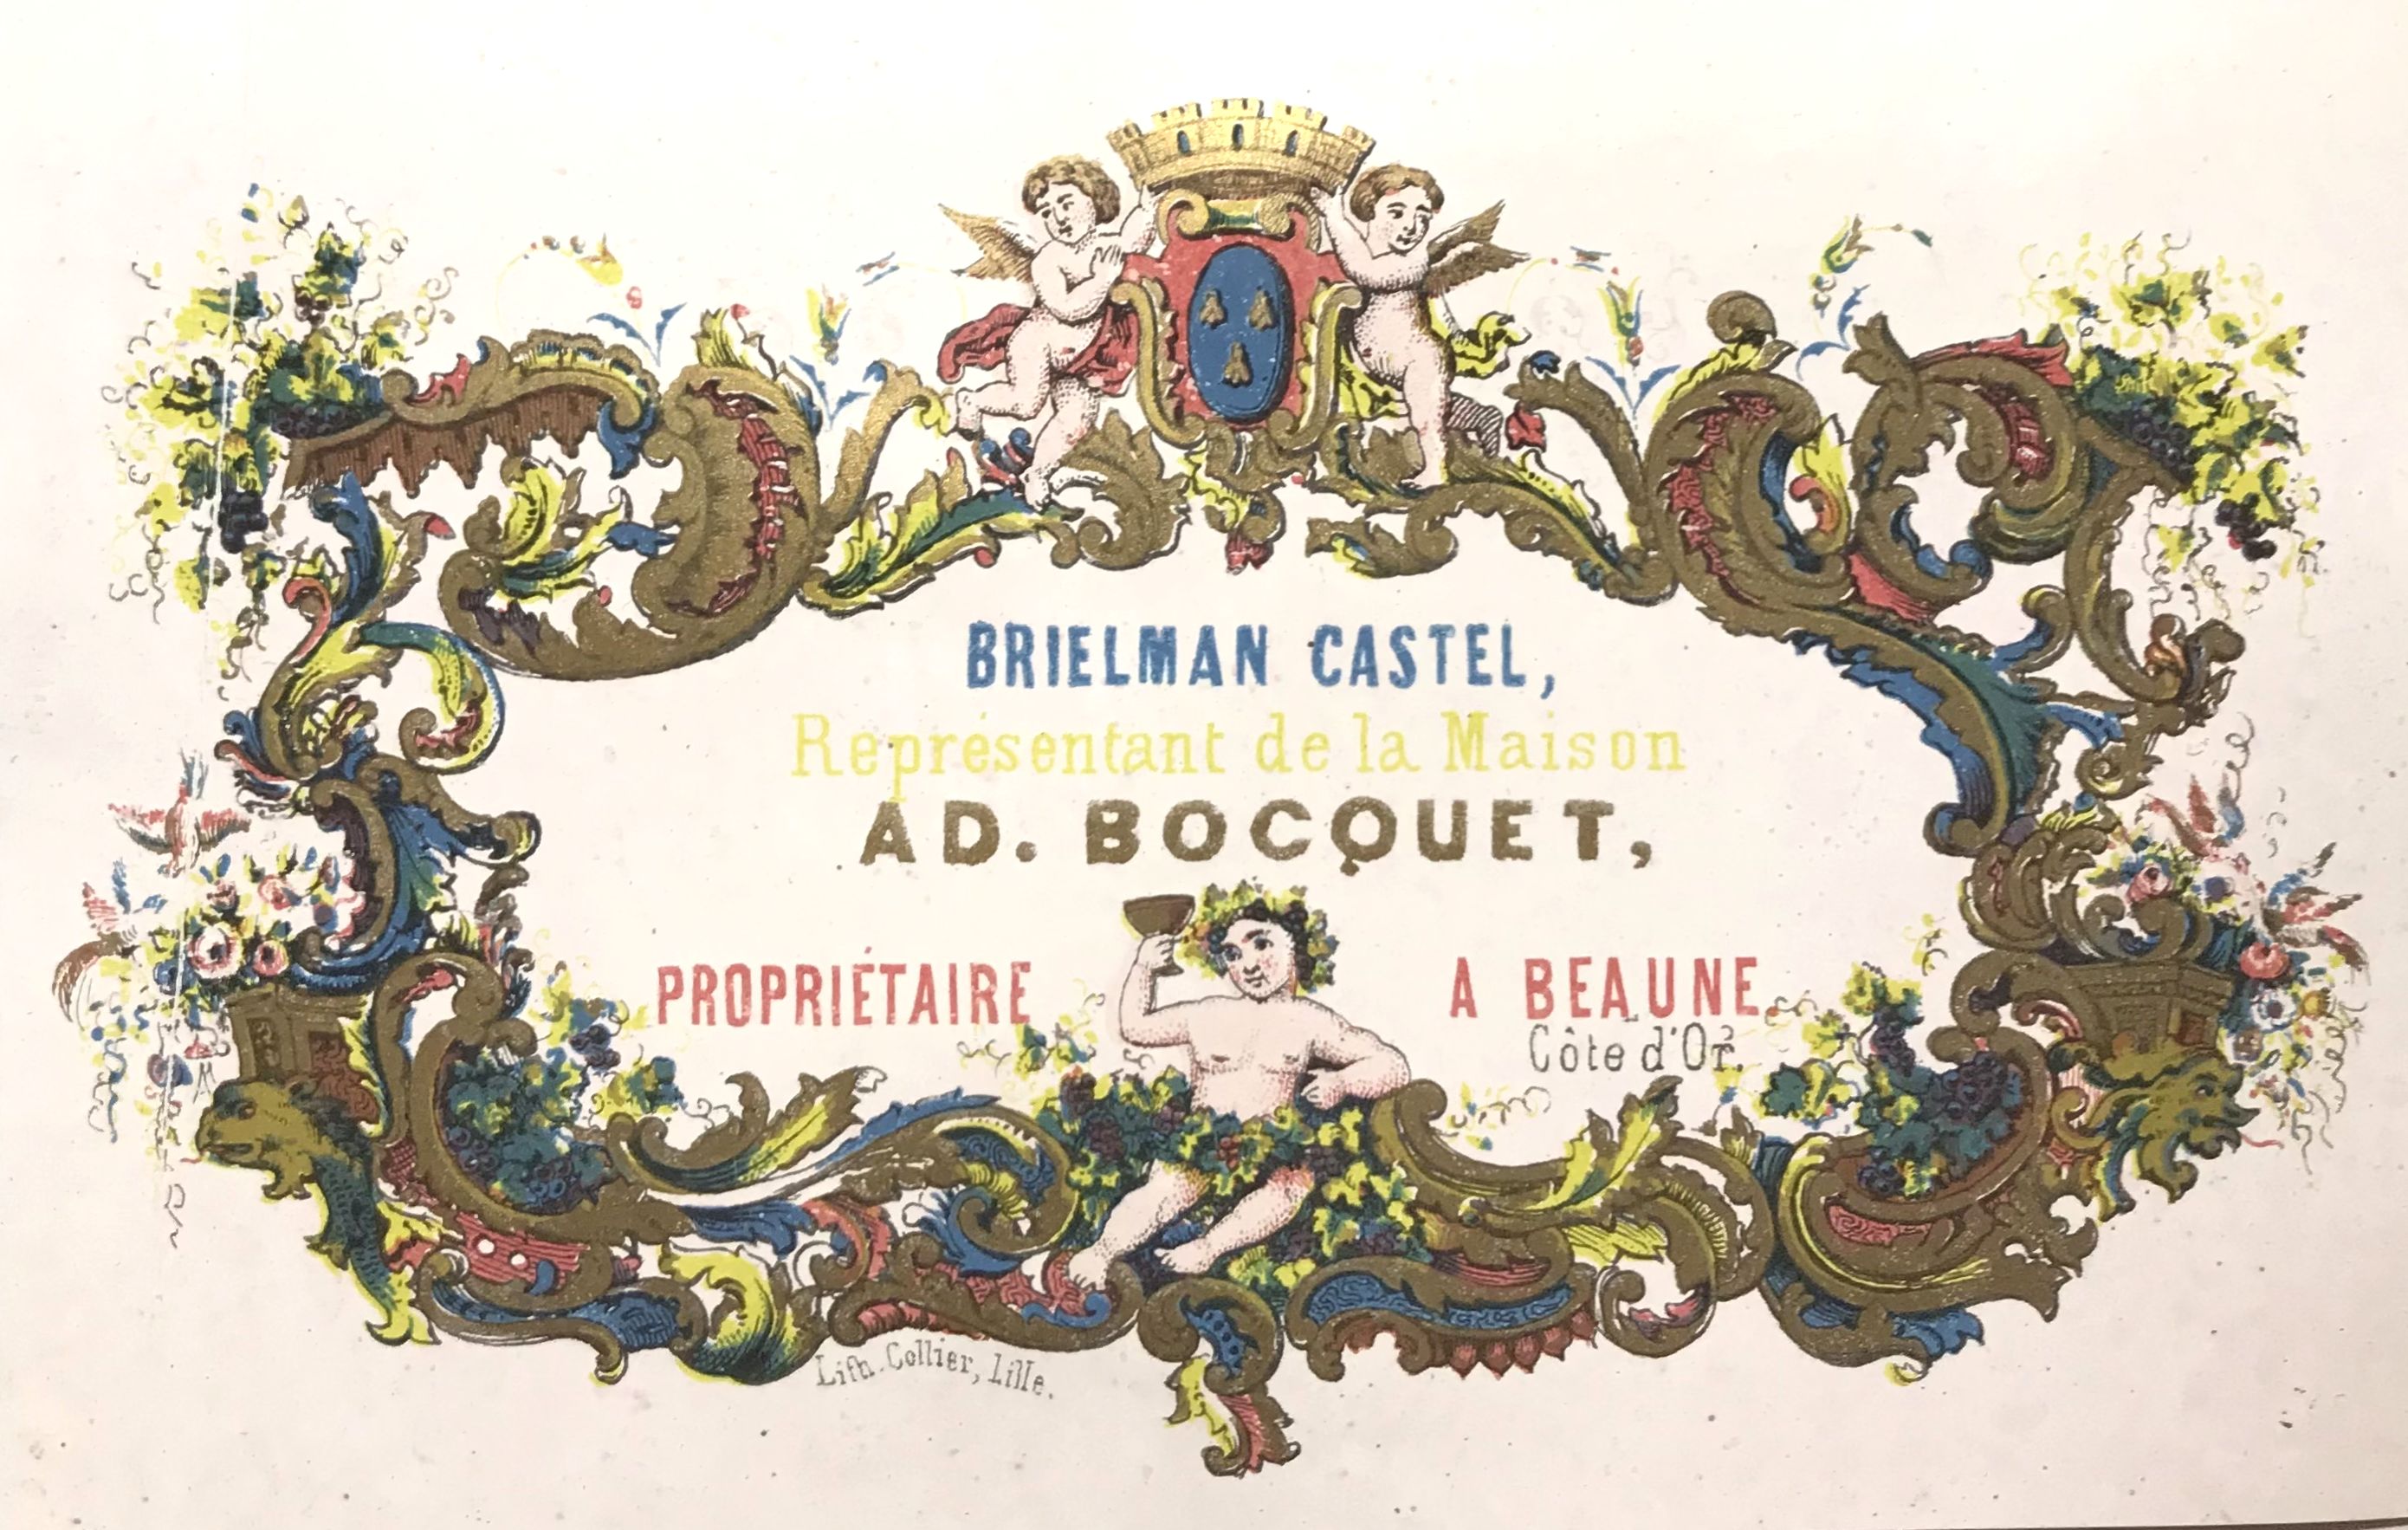 BRIELMAN CASTEL,
Représentant de la Maison
AD. BOCQUET,
PROPRIÉTAIRE A BEAUNE.
Côte d'Or.
Lith. Collier, Lille.